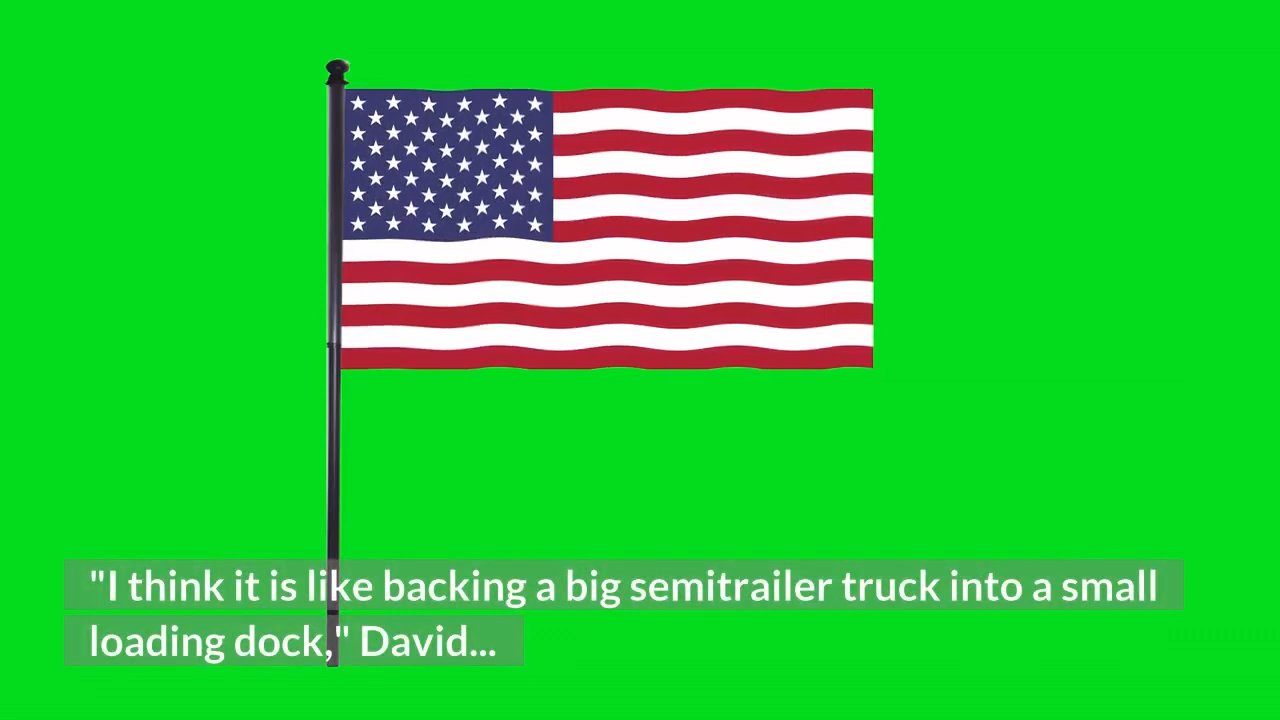 "I think it is like backing a big semitrailer truck into a small
loading dock," David...